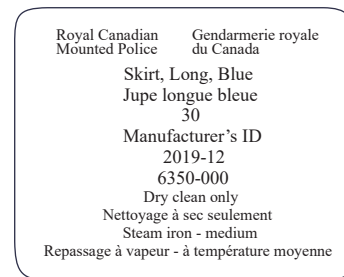 Royal Canadian Gendarmerie royale
Mounted Police du Canada
Skirt, Long, Blue
Jupe longue bleue
30
Manufacturer’s ID
2019-12
6350-000
Dry clean only
Nettoyage à sec seulement
Steam iron - medium
Repassage à vapeur - à température moyenne